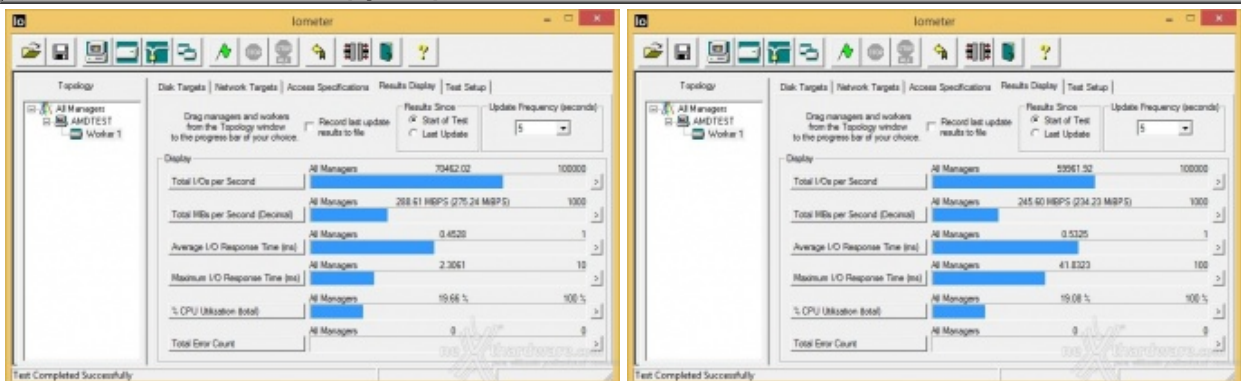 Iometer
Topology
All Managers
AMDTEST
Worker 1
Disk Targets | Network Targets | Access Specifications | Results Display | Test Setup
Drag managers and workers
from the Topology window
to the progress bar of your choice.
Record last update
results to file
Results Since
Start of Test
Last Update
Update Frequency (seconds)
5
Display
All Managers 70462.02 100000
Total I/Os per Second
All Managers 288.61 MBPS (275.24 MiBPS) 1000
Total MBs per Second (Decimal)
All Managers 0.4528 1
Average I/O Response Time (ms)
All Managers 2.3061 10
Maximum I/O Response Time (ms)
All Managers 19.66 % 100 %
% CPU Utilization (total)
All Managers 0 0
Total Error Count
Test Completed Successfully
Iometer
Topology
All Managers
AMDTEST
Worker 1
Disk Targets | Network Targets | Access Specifications | Results Display | Test Setup
Drag managers and workers
from the Topology window
to the progress bar of your choice.
Record last update
results to file
Results Since
Start of Test
Last Update
Update Frequency (seconds)
5
Display
All Managers 59961.92 100000
Total I/Os per Second
All Managers 245.60 MBPS (234.23 MiBPS) 1000
Total MBs per Second (Decimal)
All Managers 0.5325 1
Average I/O Response Time (ms)
All Managers 41.8323 100
Maximum I/O Response Time (ms)
All Managers 19.08 % 100 %
% CPU Utilization (total)
All Managers 0 0
Total Error Count
Test Completed Successfully